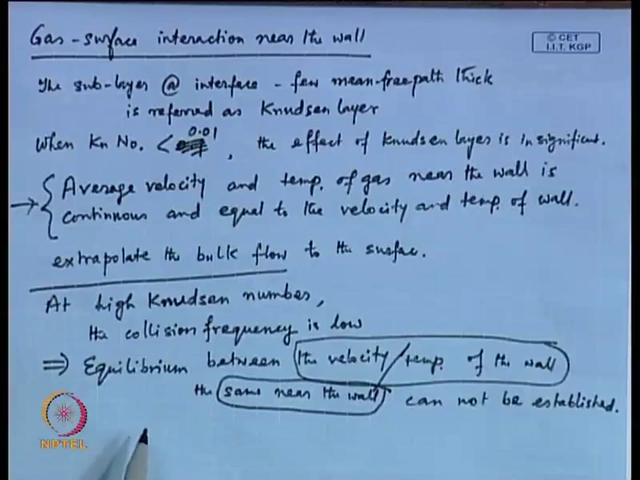 Gas-surface interaction near the wall
© CET
I.I.T. KGP
The sub-layer @ interface - few mean-free path thick
is referred as Knudsen layer
When Kn No. < 0.01, the effect of Knudsen layer is insignificant.
→ { Average velocity and temp. of gas near the wall is
continuous and equal to the velocity and temp. of wall.
extrapolate the bulk flow to the surface.
At high Knudsen number,
the collision frequency is low
⇒ Equilibrium between the velocity/temp. of the wall
the same near the wall can not be established.
NPTEL